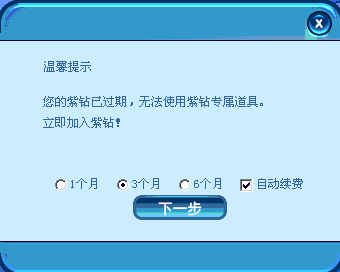 温馨提示
您的紫钻已过期，无法使用紫钻专属道具。
立即加入紫钻！
1个月 3个月 6个月 自动续费
下一步